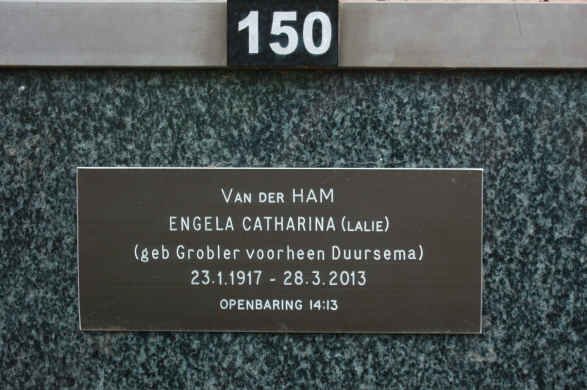 150
VAN DER HAM
ENGELA CATHARINA (LALIE)
(geb Grobler voorheen Duursema)
23.1.1917 - 28.3.2013
OPENBARING 14:13